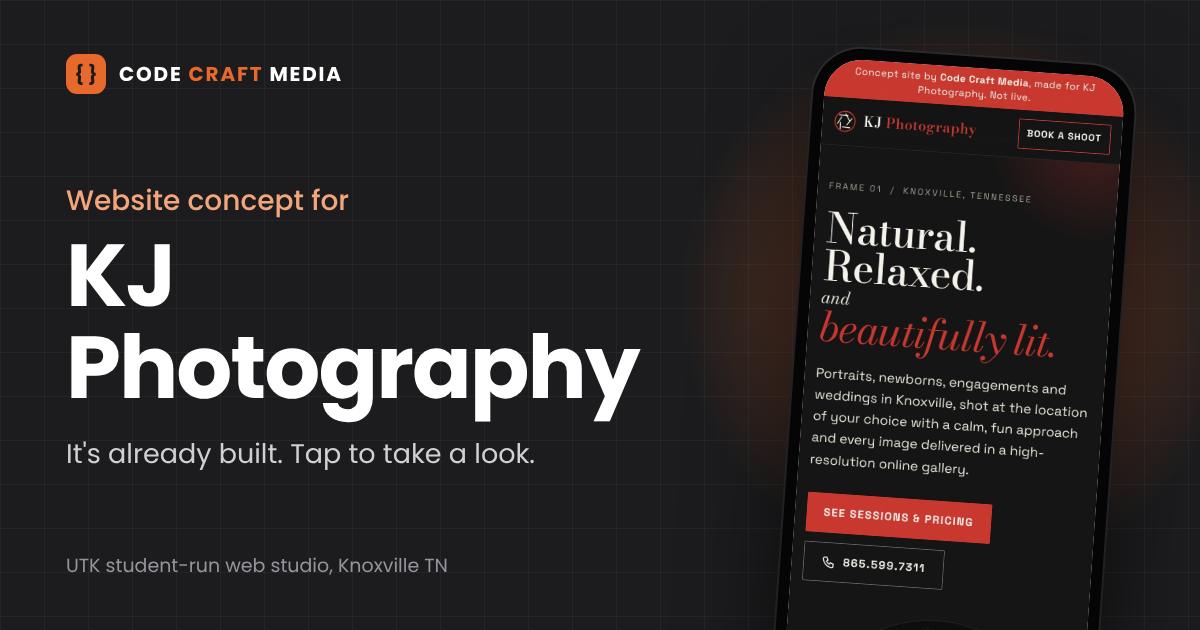 { } CODE CRAFT MEDIA
Website concept for
KJ
Photography
It's already built. Tap to take a look.
UTK student-run web studio, Knoxville TN
Concept site by Code Craft Media, made for KJ
Photography. Not live.
KJ Photography
BOOK A SHOOT
FRAME 01 / KNOXVILLE, TENNESSEE
Natural.
Relaxed.
and
beautifully lit.
Portraits, newborns, engagements and
weddings in Knoxville, shot at the location
of your choice with a calm, fun approach
and every image delivered in a high-
resolution online gallery.
SEE SESSIONS & PRICING
865.599.7311